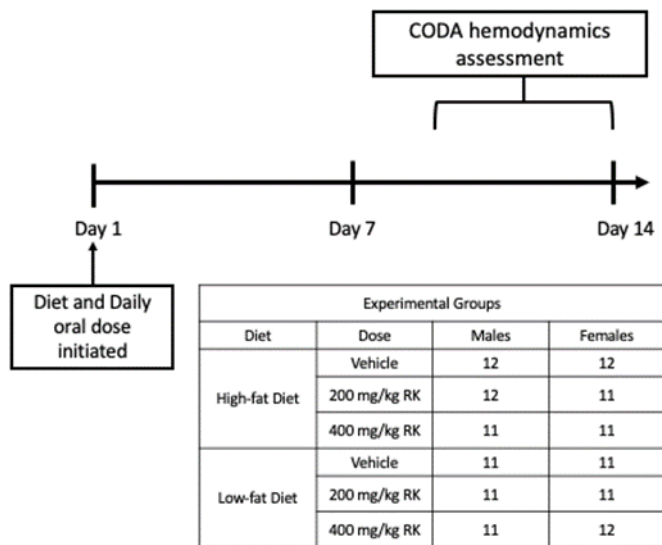 CODA hemodynamics
assessment
Day 1
Day 7
Day 14
Diet and Daily
oral dose
initiated
Experimental Groups
Diet Dose Males Females
High-fat Diet
Vehicle 12 12
200 mg/kg RK 12 11
400 mg/kg RK 11 11
Low-fat Diet
Vehicle 11 11
200 mg/kg RK 11 11
400 mg/kg RK 11 12